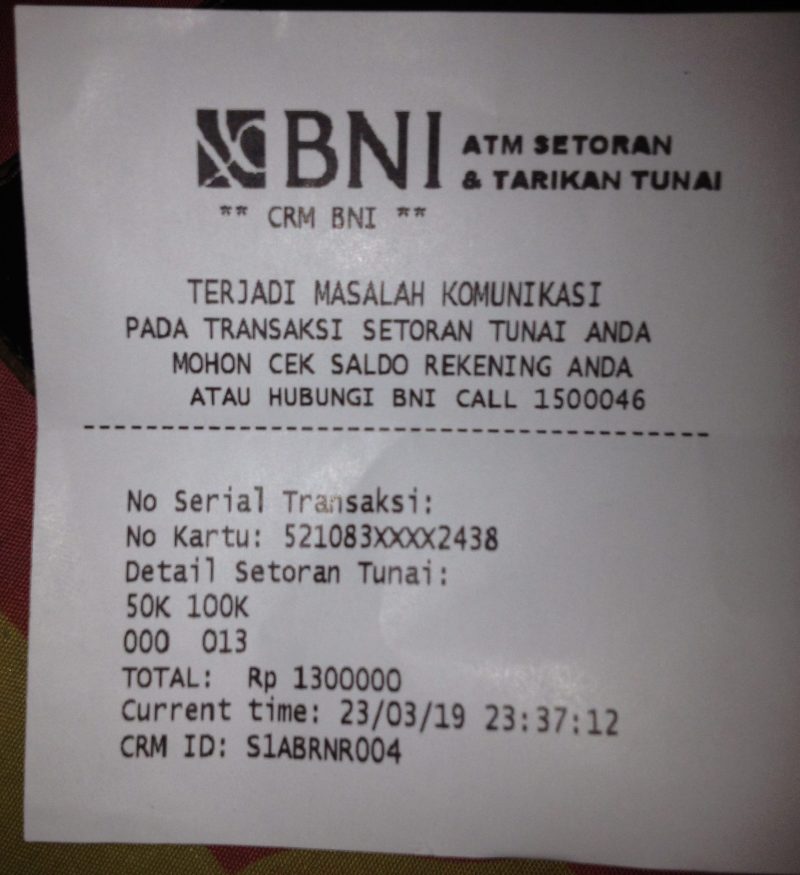 BNI ATM SETORAN
& TARIKAN TUNAI
** CRM BNI **
TERJADI MASALAH KOMUNIKASI
PADA TRANSAKSI SETORAN TUNAI ANDA
MOHON CEK SALDO REKENING ANDA
ATAU HUBUNGI BNI CALL 1500046
----------------------------------------
No Serial Transaksi:
No Kartu: 521083XXXX2438
Detail Setoran Tunai:
50K 100K
000 013
TOTAL: Rp 1300000
Current time: 23/03/19 23:37:12
CRM ID: S1ABRNR004